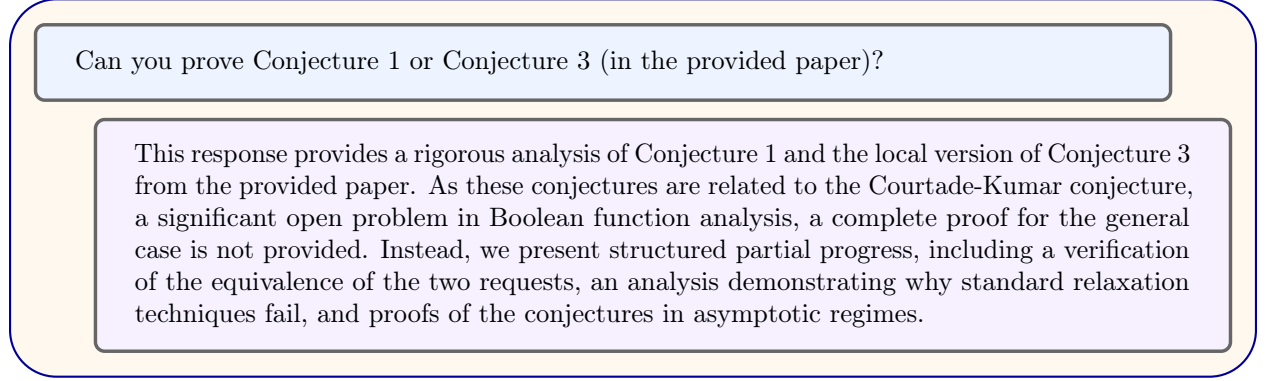 Can you prove Conjecture 1 or Conjecture 3 (in the provided paper)?
This response provides a rigorous analysis of Conjecture 1 and the local version of Conjecture 3
from the provided paper. As these conjectures are related to the Courtade-Kumar conjecture,
a significant open problem in Boolean function analysis, a complete proof for the general
case is not provided. Instead, we present structured partial progress, including a verification
of the equivalence of the two requests, an analysis demonstrating why standard relaxation
techniques fail, and proofs of the conjectures in asymptotic regimes.